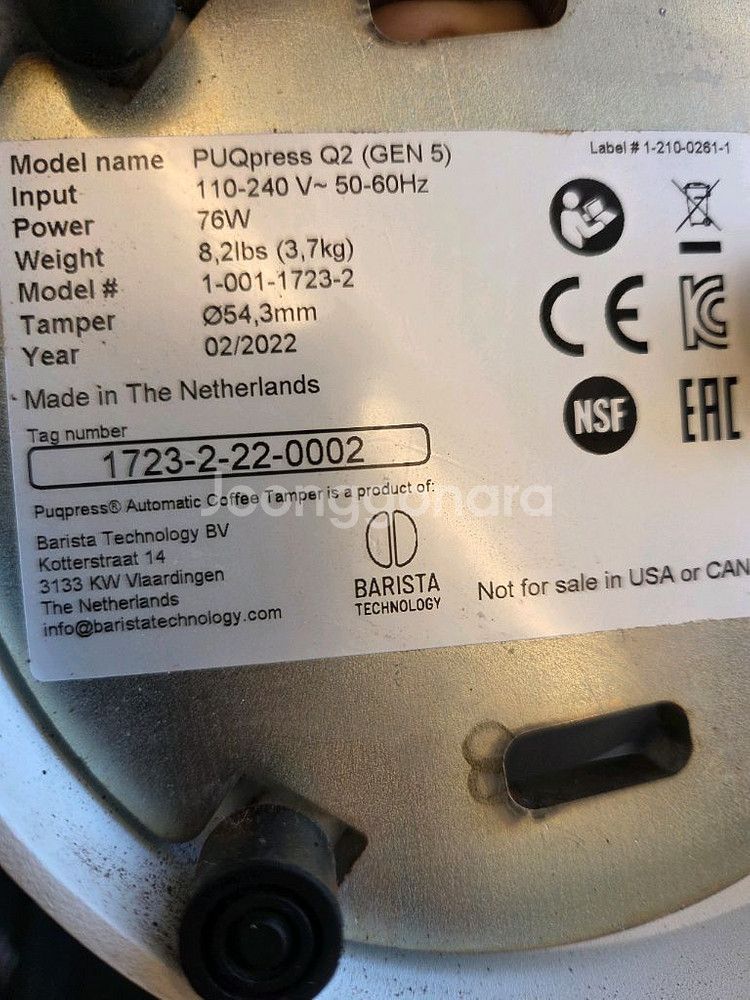 Model name PUQpress Q2 (GEN 5)
Input 110-240 V~ 50-60Hz
Power 76W
Weight 8,2lbs (3,7kg)
Model # 1-001-1723-2
Tamper Ø54,3mm
Year 02/2022
Made in The Netherlands
Label # 1-210-0261-1
CE
KC
NSF
EAC
Tag number
1723-2-22-0002
Puqpress® Automatic Coffee Tamper is a product of:
Joonggonara
Barista Technology BV
Kotterstraat 14
3133 KW Vlaardingen
The Netherlands
info@baristatechnology.com
BARISTA
TECHNOLOGY
Not for sale in USA or CAN